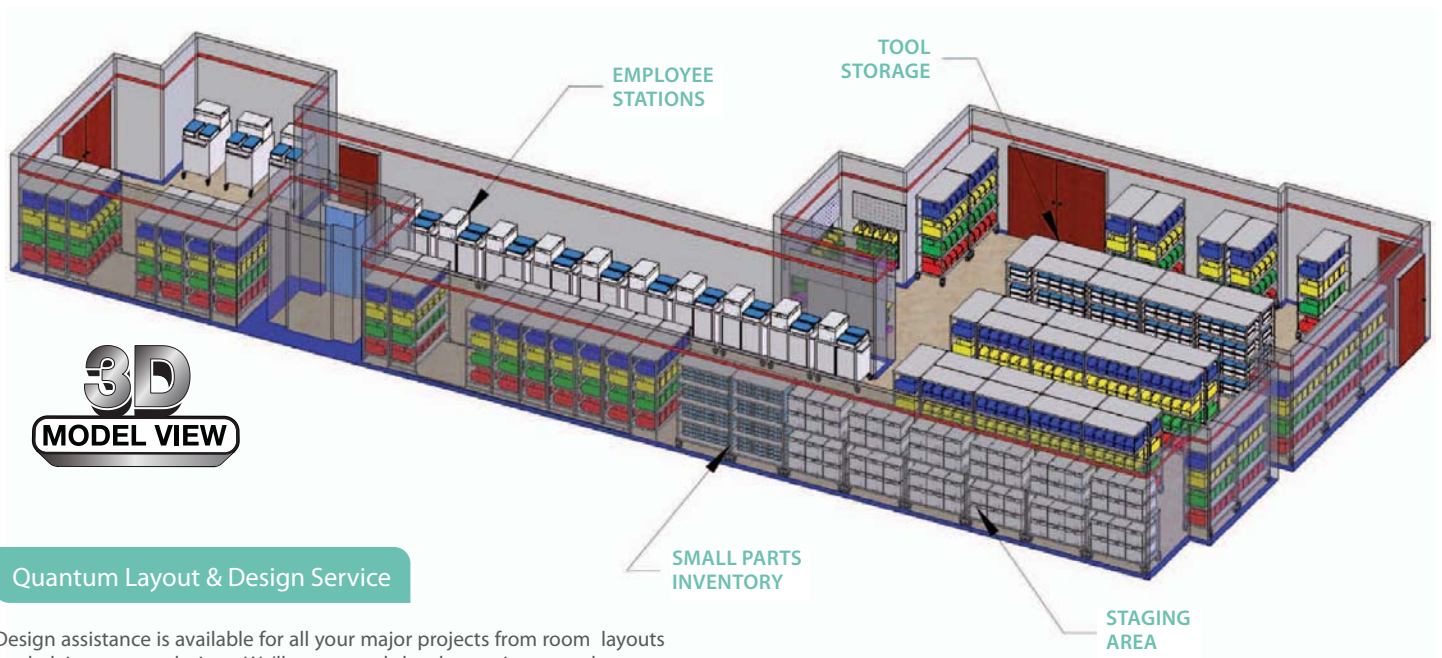 EMPLOYEE
STATIONS
TOOL
STORAGE
3D
MODEL VIEW
SMALL PARTS
INVENTORY
STAGING
AREA
Quantum Layout & Design Service
Design assistance is available for all your major projects from room layouts